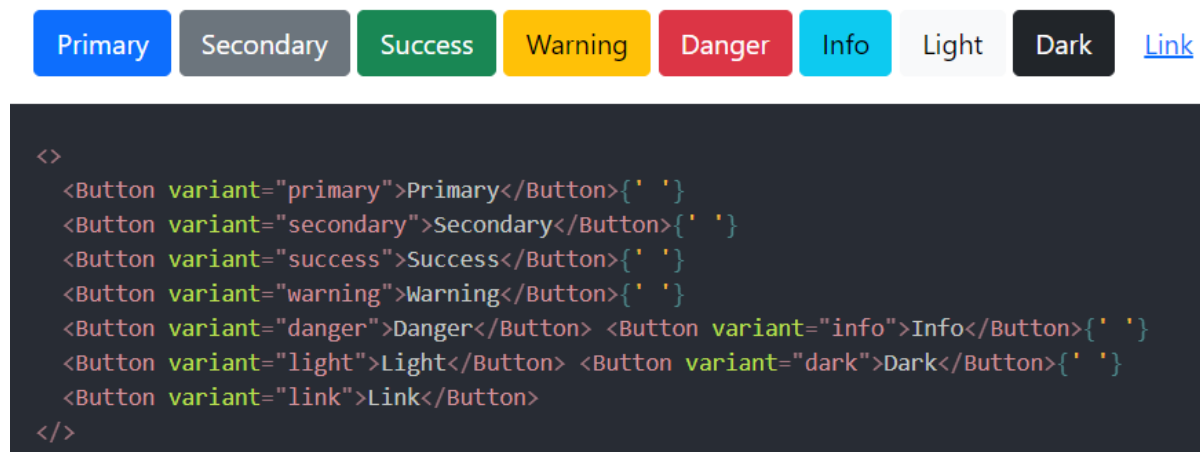 Primary Secondary Success Warning Danger Info Light Dark Link
<>
  <Button variant="primary">Primary</Button>{' '}
  <Button variant="secondary">Secondary</Button>{' '}
  <Button variant="success">Success</Button>{' '}
  <Button variant="warning">Warning</Button>{' '}
  <Button variant="danger">Danger</Button> <Button variant="info">Info</Button>{' '}
  <Button variant="light">Light</Button> <Button variant="dark">Dark</Button>{' '}
  <Button variant="link">Link</Button>
</>